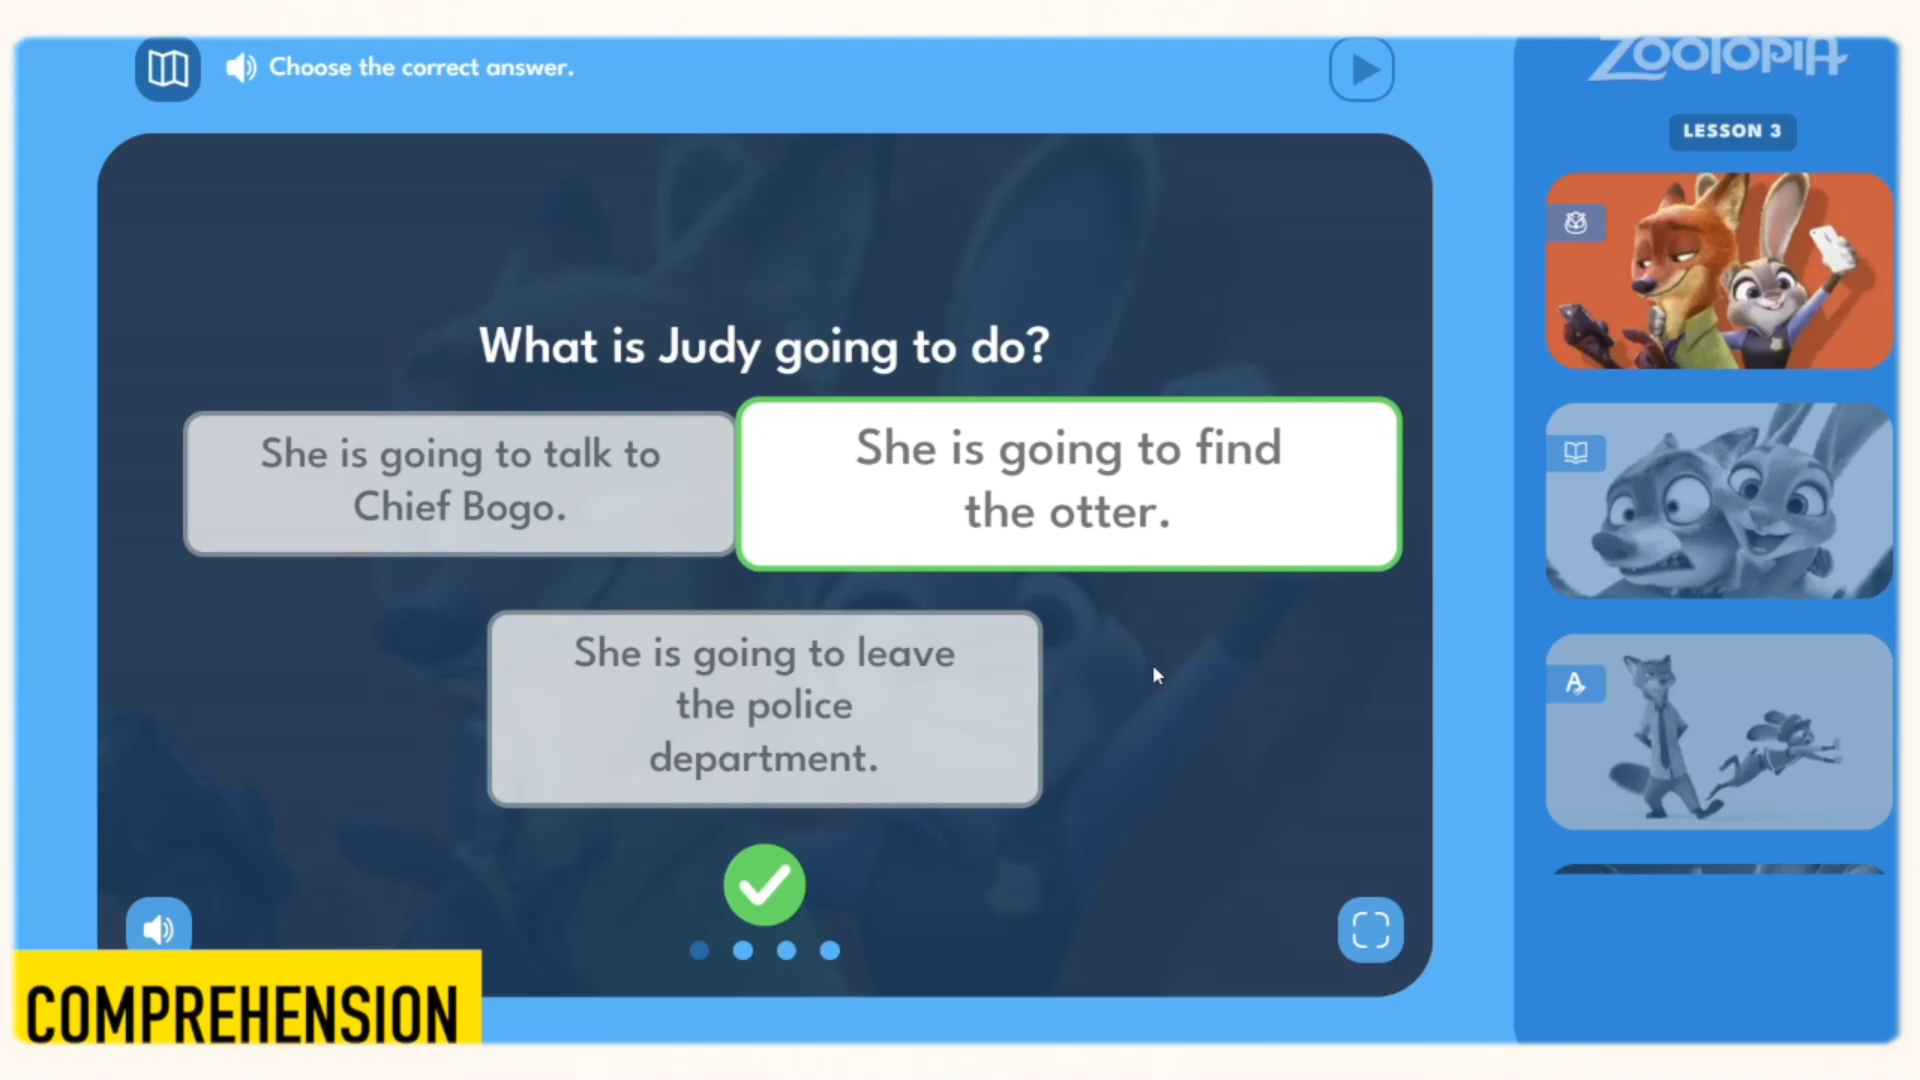 Choose the correct answer.
ZOOTOPIA
LESSON 3
What is Judy going to do?
She is going to talk to
Chief Bogo.
She is going to find
the otter.
She is going to leave
the police
department.
COMPREHENSION